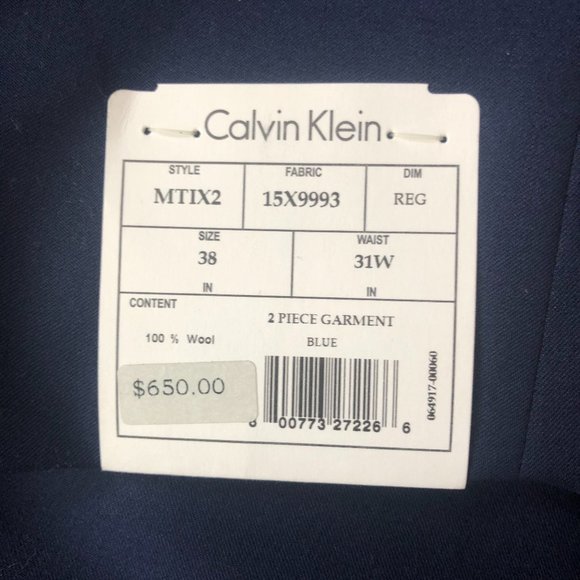 Calvin Klein
STYLE FABRIC DIM
MTIX2 15X9993 REG
SIZE WAIST
38 31W
IN IN
CONTENT
2 PIECE GARMENT
100 % Wool BLUE
$650.00
00773 27226 6
064917-00060